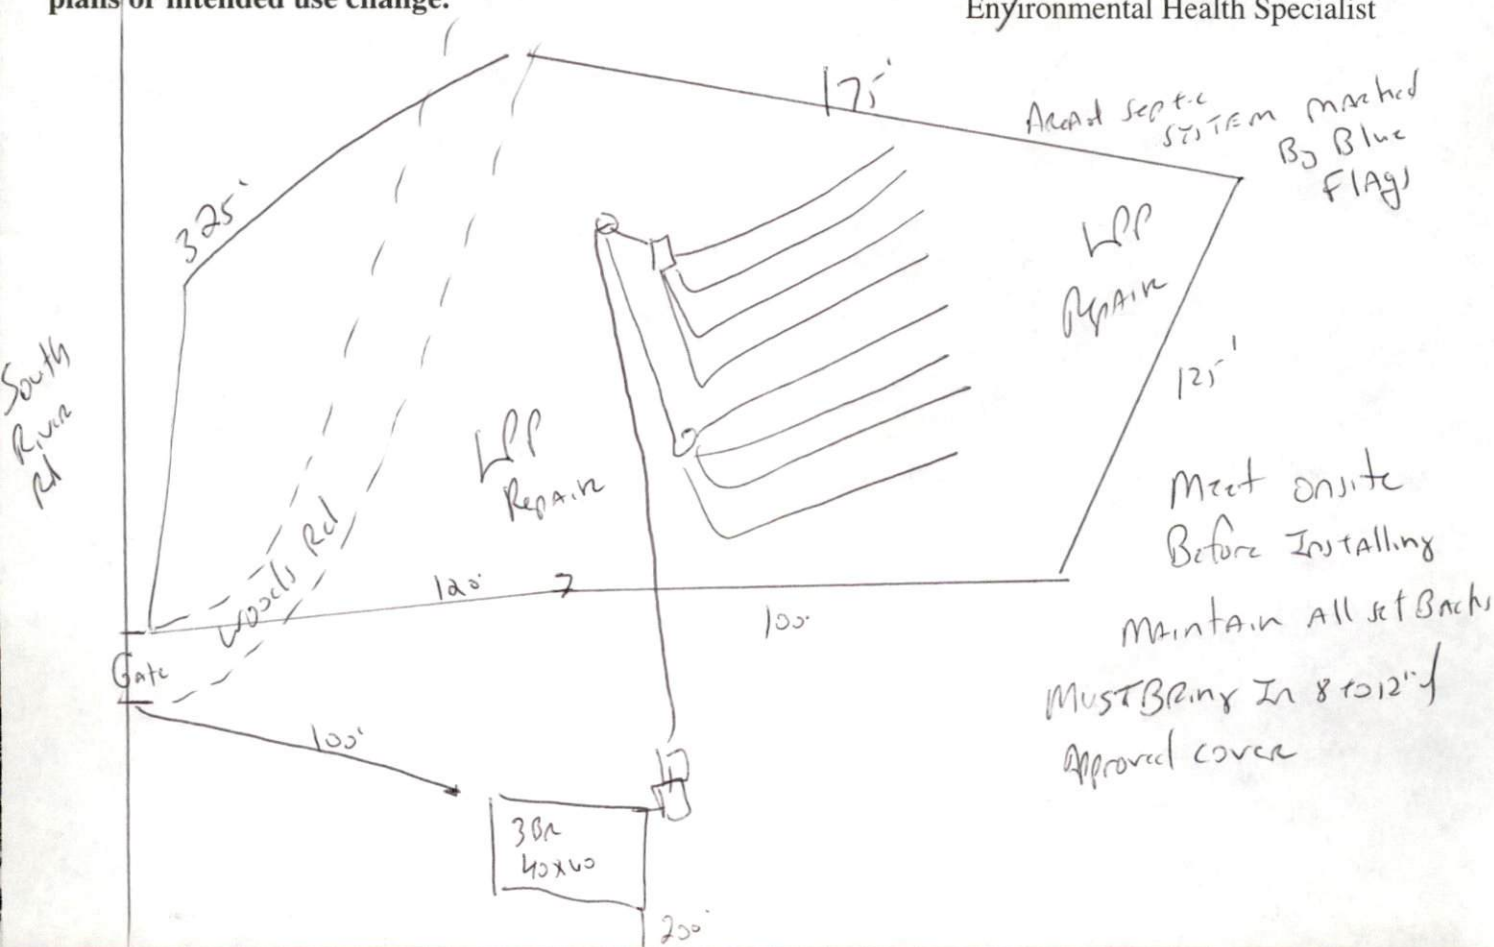 plans or intended use change.
Environmental Health Specialist
175'
Area of septic
SYSTEM marked
By Blue
Flags
325'
LPP
Repair
South
River
Rd
125'
LPP
Repair
Meet onsite
Before Installing
Woods Rd
120'
100'
Maintain All setBacks
Gate
MUST BRing In 8 to 12" of
Approved cover
100'
3 BR
40x60
200'